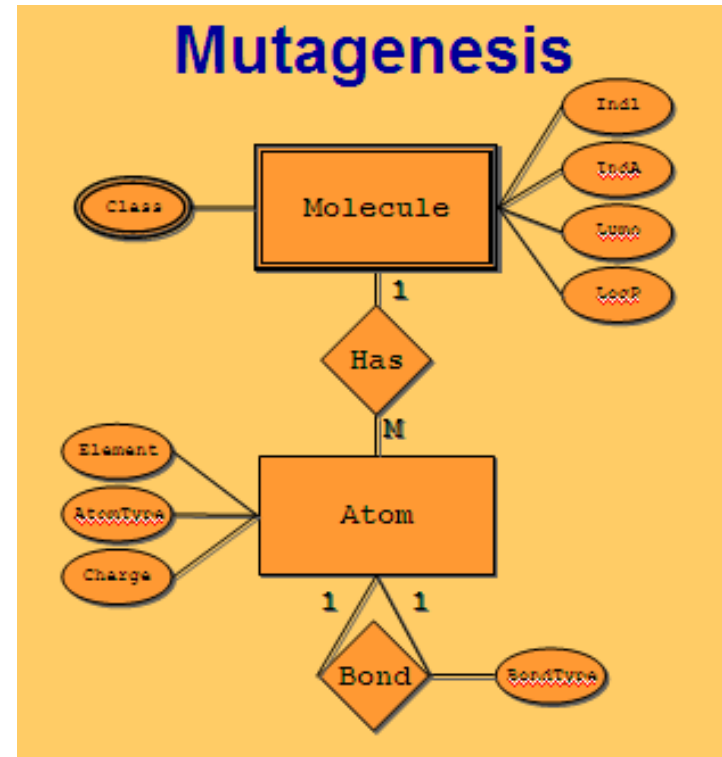 Mutagenesis
Ind1
IndA
Lumo
LogP
Class
Molecule
1
Has
M
Element
AtomType
Charge
Atom
1 1
Bond
BondType